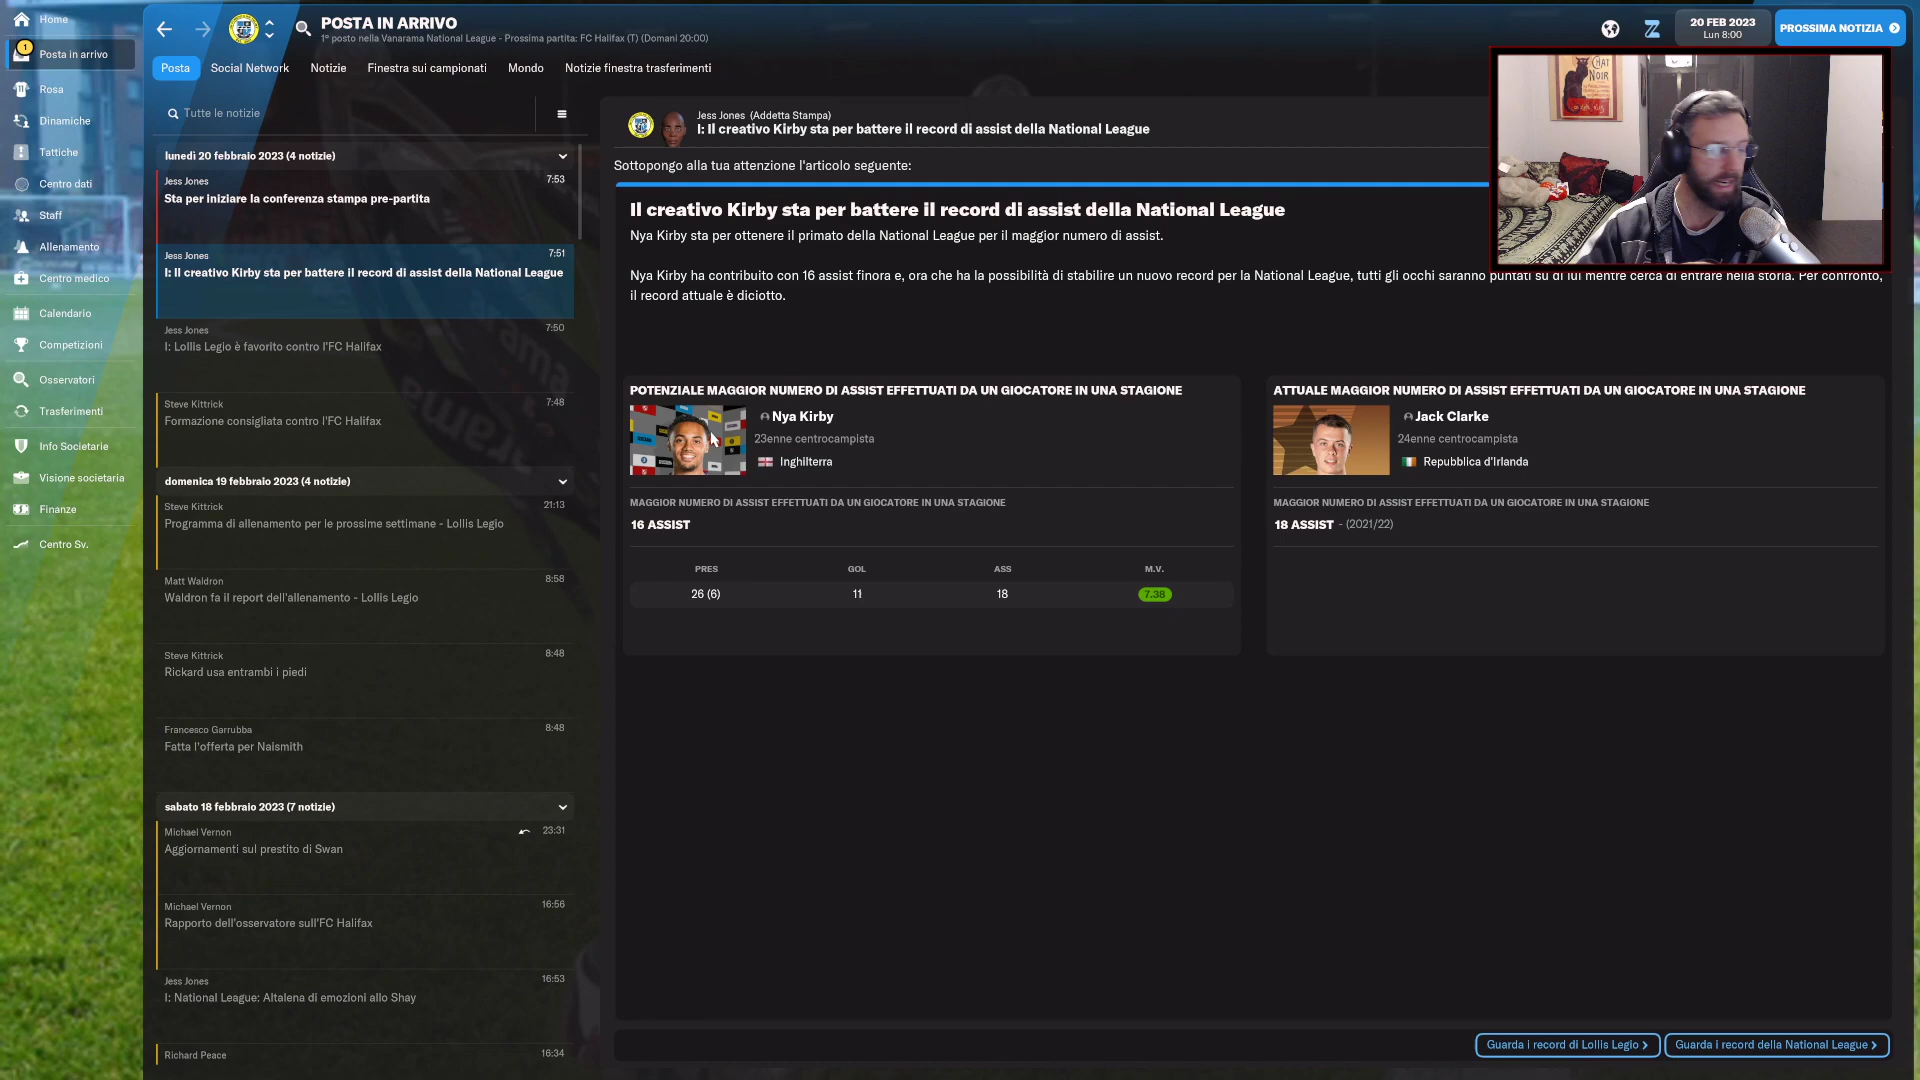 Home
1
Posta in arrivo
Rosa
Dinamiche
Tattiche
Centro dati
Staff
Allenamento
Centro medico
Calendario
Competizioni
Osservatori
Trasferimenti
Info Societarie
Visione societaria
Finanze
Centro Sv.
POSTA IN ARRIVO
1° posto nella Vanarama National League - Prossima partita: FC Halifax (T) (Domani 20:00)
20 FEB 2023
Lun 8:00
PROSSIMA NOTIZIA
Posta
Social Network
Notizie
Finestra sui campionati
Mondo
Notizie finestra trasferimenti
Tutte le notizie
lunedì 20 febbraio 2023 (4 notizie)
Jess Jones 7:53
Sta per iniziare la conferenza stampa pre-partita
Jess Jones 7:51
I: Il creativo Kirby sta per battere il record di assist della National League
Jess Jones 7:50
I: Lollis Legio è favorito contro l'FC Halifax
Steve Kittrick 7:48
Formazione consigliata contro l'FC Halifax
domenica 19 febbraio 2023 (4 notizie)
Steve Kittrick 21:13
Programma di allenamento per le prossime settimane - Lollis Legio
Matt Waldron 8:58
Waldron fa il report dell'allenamento - Lollis Legio
Steve Kittrick 8:48
Rickard usa entrambi i piedi
Francesco Garrubba 8:48
Fatta l'offerta per Naismith
sabato 18 febbraio 2023 (7 notizie)
Michael Vernon 23:31
Aggiornamenti sul prestito di Swan
Michael Vernon 16:56
Rapporto dell'osservatore sull'FC Halifax
Jess Jones 16:53
I: National League: Altalena di emozioni allo Shay
Richard Peace 16:34
Jess Jones (Addetta Stampa)
I: Il creativo Kirby sta per battere il record di assist della National League
Sottopongo alla tua attenzione l'articolo seguente:
Il creativo Kirby sta per battere il record di assist della National League
Nya Kirby sta per ottenere il primato della National League per il maggior numero di assist.
Nya Kirby ha contribuito con 16 assist finora e, ora che ha la possibilità di stabilire un nuovo record per la National League, tutti gli occhi saranno puntati su di lui mentre cerca di entrare nella storia. Per confronto,
il record attuale è diciotto.
POTENZIALE MAGGIOR NUMERO DI ASSIST EFFETTUATI DA UN GIOCATORE IN UNA STAGIONE
Nya Kirby
23enne centrocampista
Inghilterra
MAGGIOR NUMERO DI ASSIST EFFETTUATI DA UN GIOCATORE IN UNA STAGIONE
16 ASSIST
PRES GOL ASS M.V.
26 (6) 11 18 7.38
ATTUALE MAGGIOR NUMERO DI ASSIST EFFETTUATI DA UN GIOCATORE IN UNA STAGIONE
Jack Clarke
24enne centrocampista
Repubblica d'Irlanda
MAGGIOR NUMERO DI ASSIST EFFETTUATI DA UN GIOCATORE IN UNA STAGIONE
18 ASSIST - (2021/22)
Guarda i record di Lollis Legio
Guarda i record della National League
CHAT
NOIR